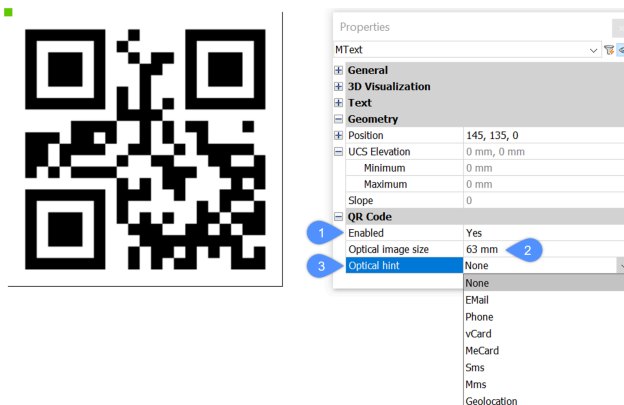 Properties
MText
General
3D Visualization
Text
Geometry
Position 145, 135, 0
UCS Elevation 0 mm, 0 mm
Minimum 0 mm
Maximum 0 mm
Slope 0
QR Code
1 Enabled Yes
Optical image size 63 mm 2
3 Optical hint None
None
EMail
Phone
vCard
MeCard
Sms
Mms
Geolocation